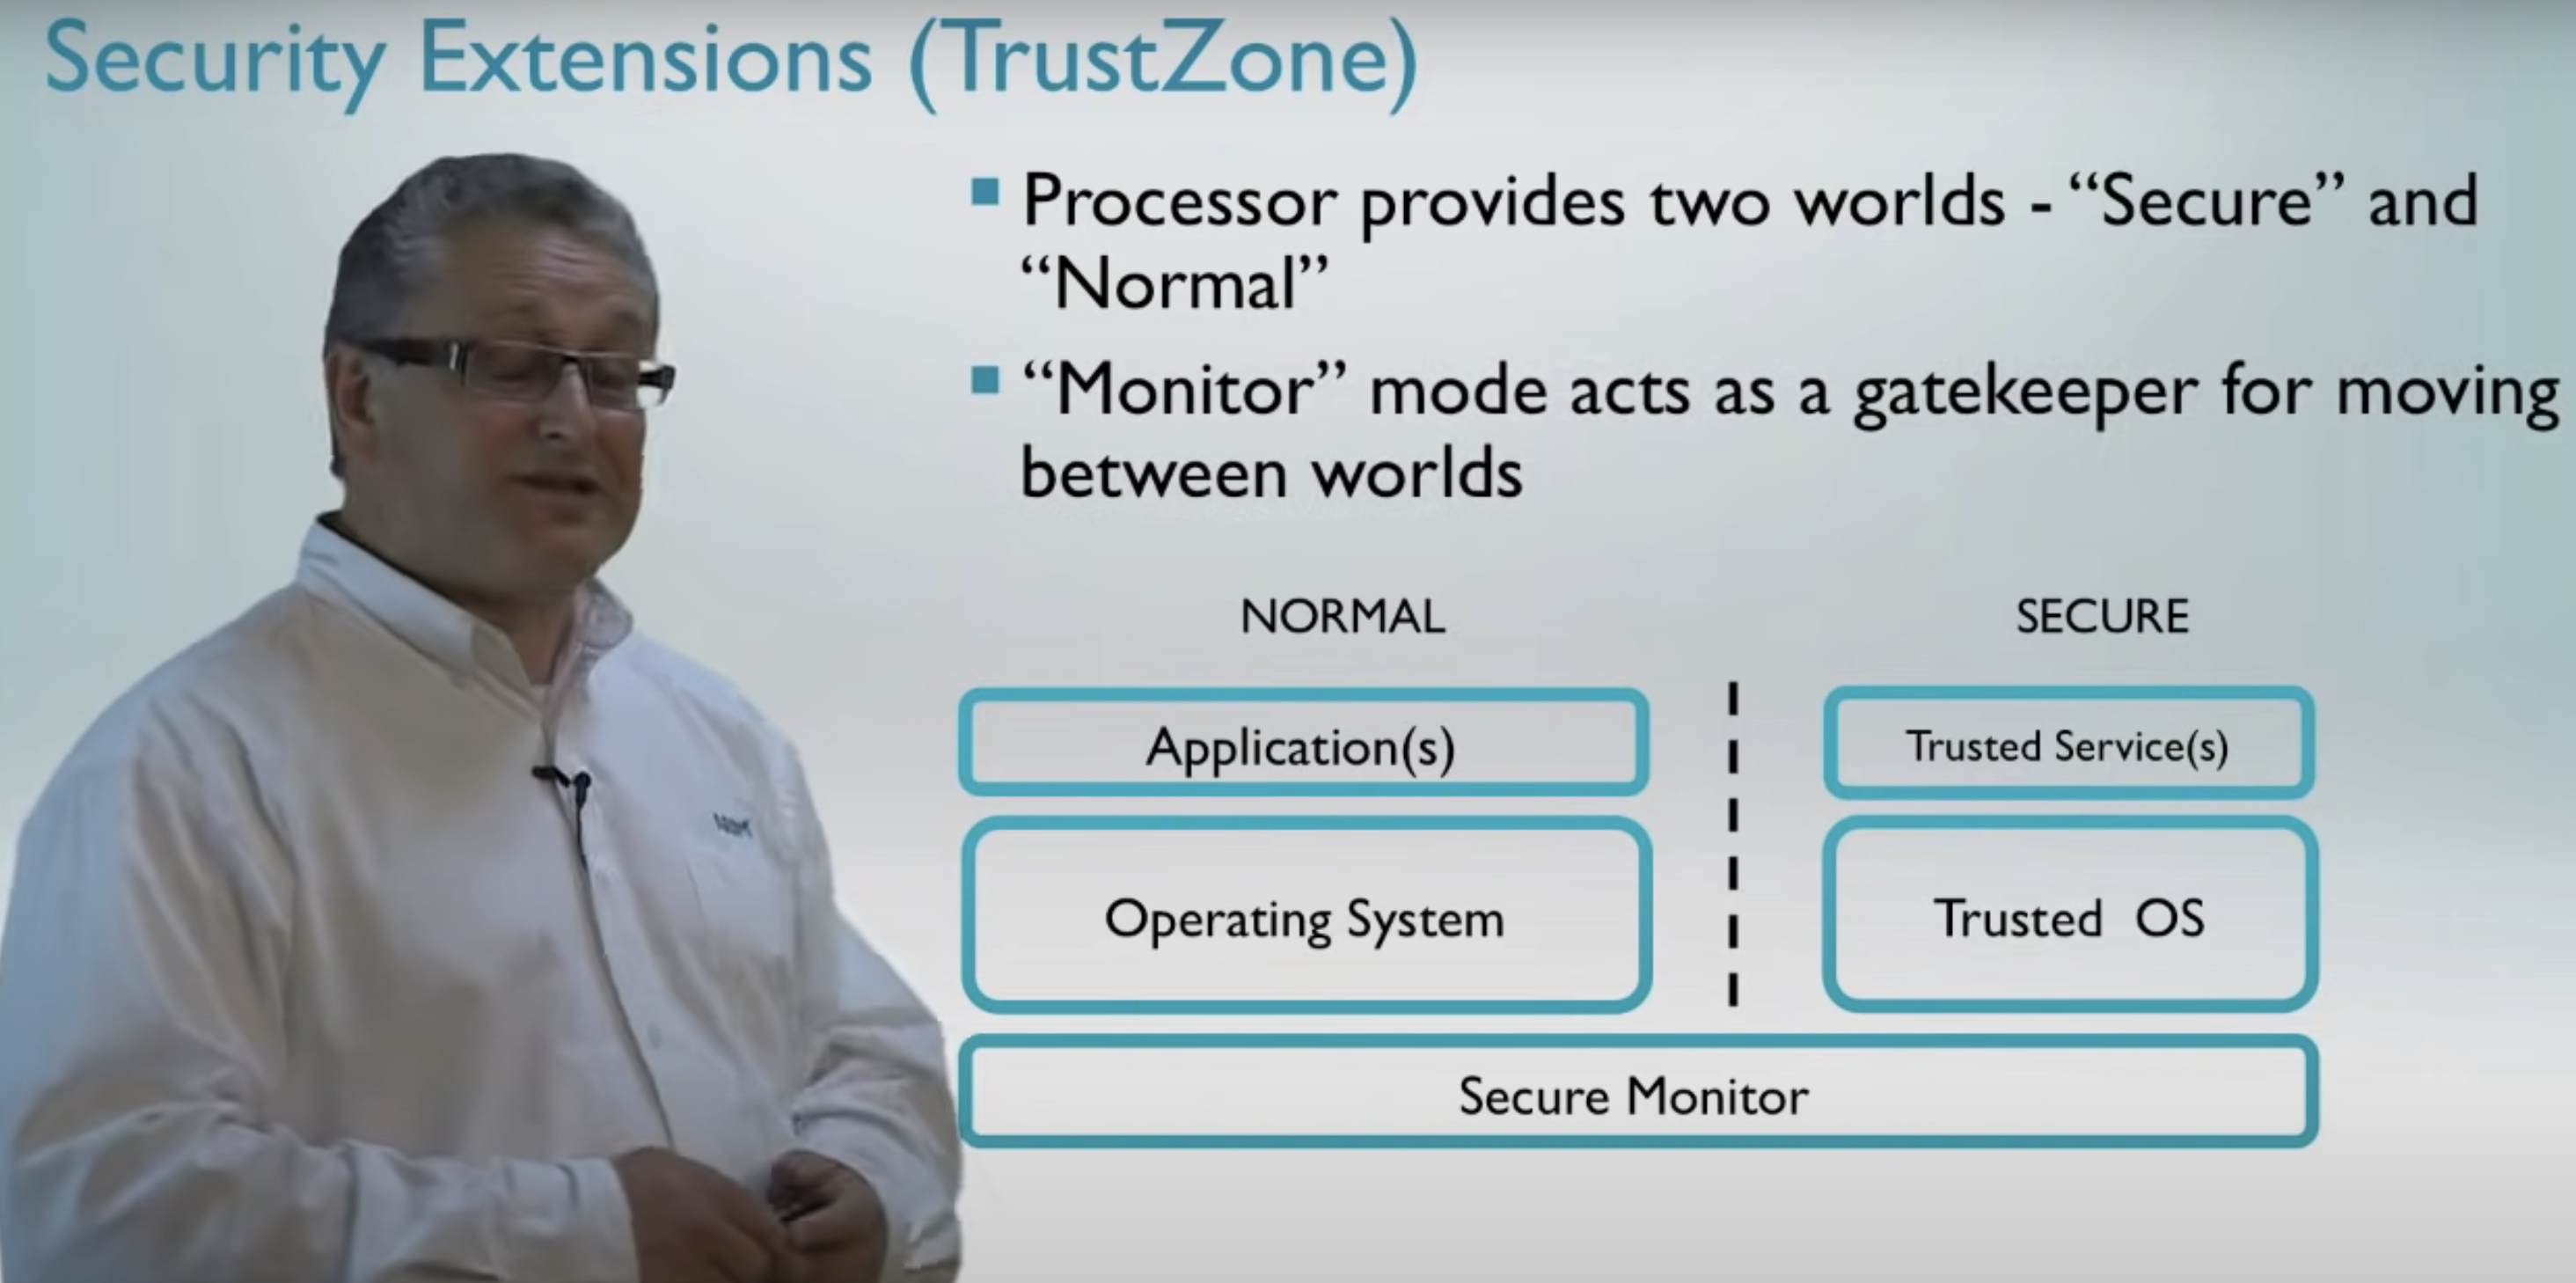 Security Extensions (TrustZone)
▪ Processor provides two worlds - “Secure” and
“Normal”
▪ “Monitor” mode acts as a gatekeeper for moving
between worlds
NORMAL
SECURE
Application(s)
Trusted Service(s)
Operating System
Trusted OS
Secure Monitor